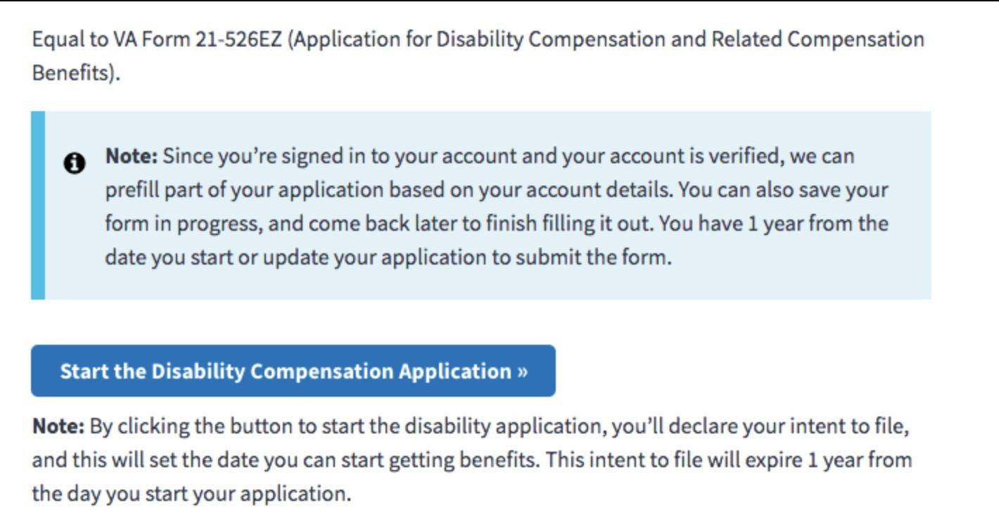 Equal to VA Form 21-526EZ (Application for Disability Compensation and Related Compensation
Benefits).
Note: Since you’re signed in to your account and your account is verified, we can
prefill part of your application based on your account details. You can also save your
form in progress, and come back later to finish filling it out. You have 1 year from the
date you start or update your application to submit the form.
Start the Disability Compensation Application »
Note: By clicking the button to start the disability application, you’ll declare your intent to file,
and this will set the date you can start getting benefits. This intent to file will expire 1 year from
the day you start your application.